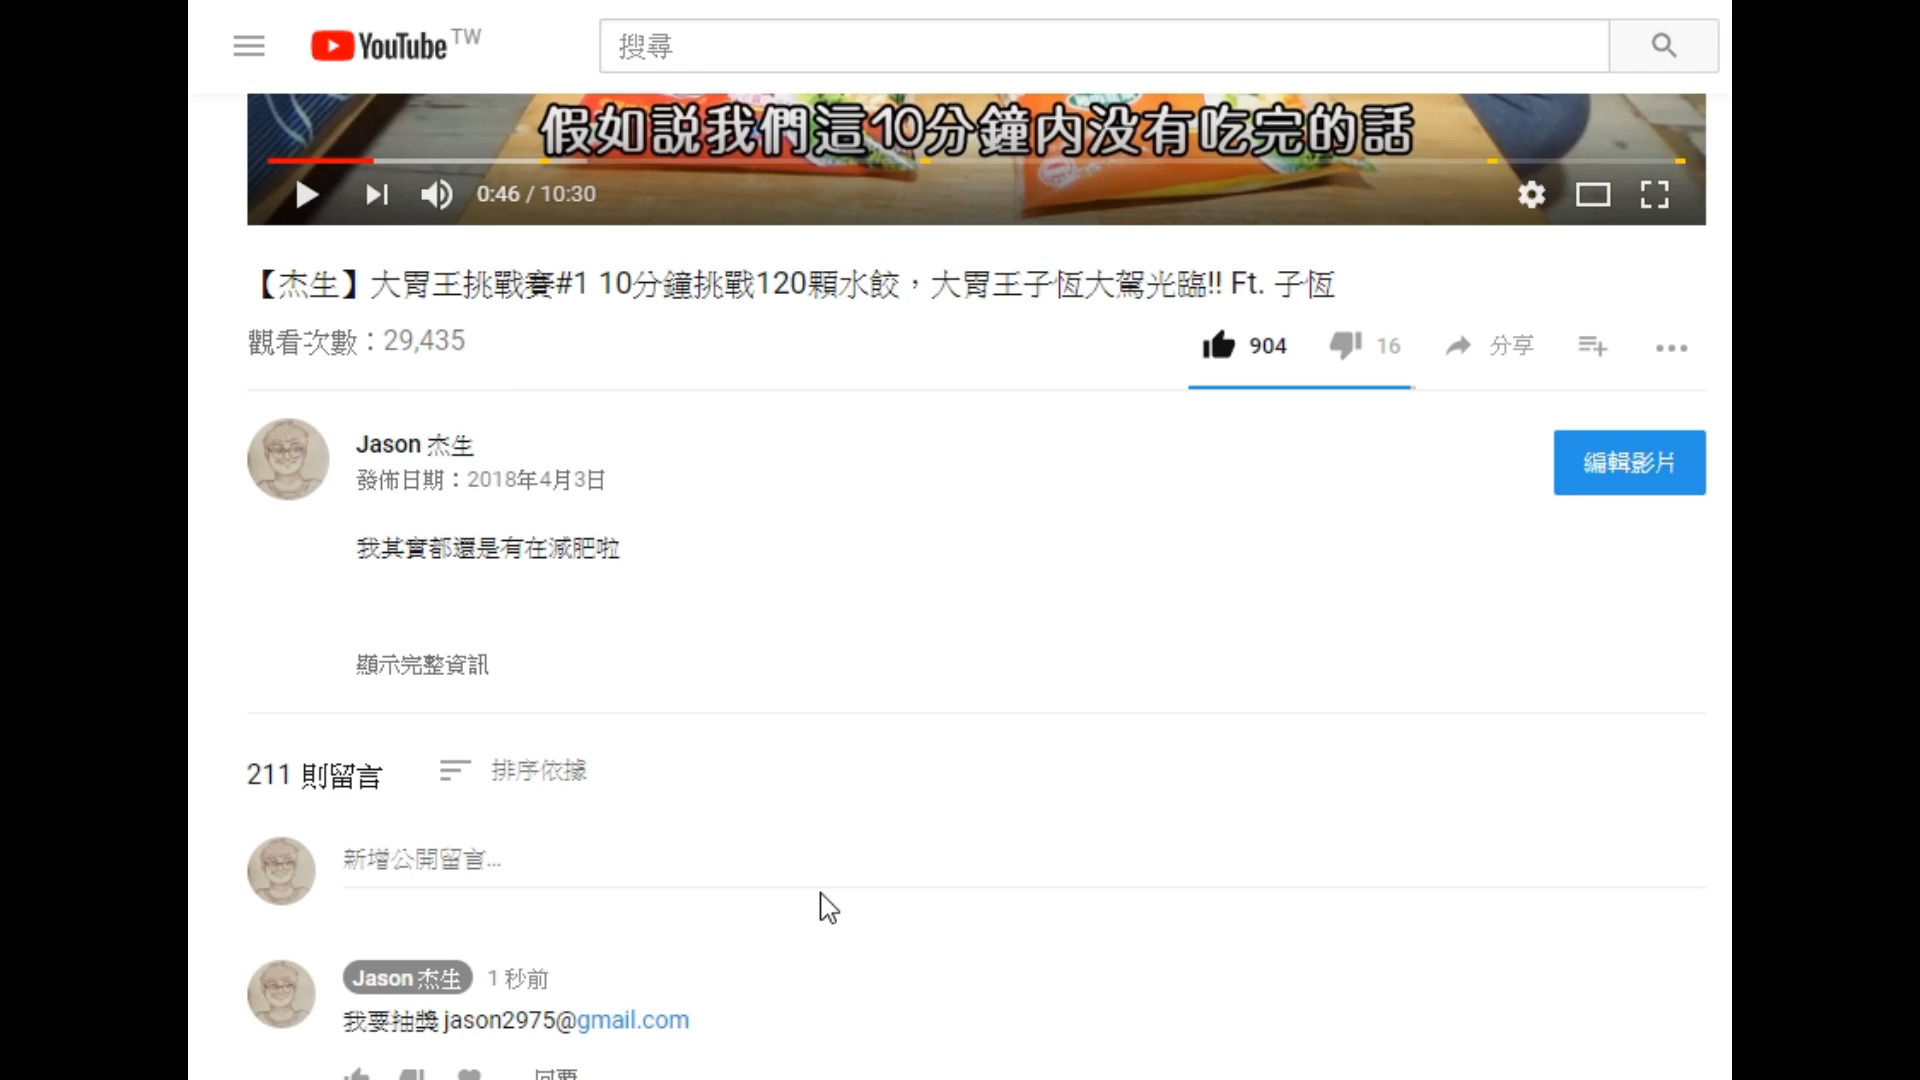 YouTube TW
搜尋
假如說我們這10分鐘內没有吃完的話
0:46 / 10:30
【杰生】大胃王挑戰賽#1 10分鐘挑戰120顆水餃，大胃王子恆大駕光臨!! Ft. 子恆
觀看次數：29,435
904
16
分享
Jason 杰生
發佈日期：2018年4月3日
編輯影片
我其實都還是有在減肥啦
顯示完整資訊
211 則留言
排序依據
新增公開留言...
Jason 杰生 1 秒前
我要抽獎 jason2975@gmail.com
回覆